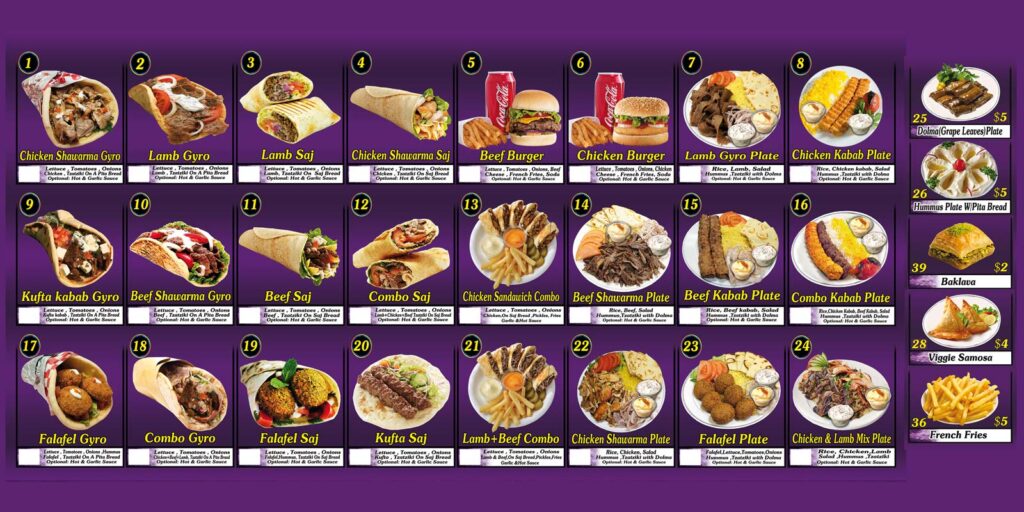 1
Chicken Shawarma Gyro
Lettuce , Tomatoes , Onions
Chicken , Tzatziki On A Pita Bread
Optional: Hot & Garlic Sauce
2
Lamb Gyro
Lettuce , Tomatoes , Onions
Lamb , Tzatziki On A Pita Bread
Optional: Hot & Garlic Sauce
3
Lamb Saj
Lettuce , Tomatoes , Onions
Lamb, Tzatziki On Saj Bread
Optional: Hot & Garlic Sauce
4
Chicken Shawarma Saj
Lettuce , Tomatoes , Onions
Chicken , Tzatziki On Saj Bread
Optional: Hot & Garlic Sauce
5
Coca-Cola
Beef Burger
Lettuce , Tomatoes , Onions, Beef
Cheese , French Fries, Soda
Optional: Hot & Garlic Sauce
6
Coca-Cola
Chicken Burger
Lettuce , Tomatoes , Onions, Chicken
Cheese , French Fries, Soda
Optional: Hot & Garlic Sauce
7
Lamb Gyro Plate
Rice, Lamb, Salad
Hummus ,Tzatziki with Dolma
Optional: Hot & Garlic Sauce
8
Chicken Kabab Plate
Rice, Chicken kabab, Salad
Hummus ,Tzatziki with Dolma
Optional: Hot & Garlic Sauce
9
Kufta kabab Gyro
Lettuce , Tomatoes , Onions
Kufta kabab , Tzatziki On A Pita Bread
Optional: Hot & Garlic Sauce
10
Beef Shawarma Gyro
Lettuce , Tomatoes , Onions
Beef , Tzatziki On A Pita Bread
Optional: Hot & Garlic Sauce
11
Beef Saj
Lettuce , Tomatoes , Onions
Beef , Tzatziki On Saj Bread
Optional: Hot & Garlic Sauce
12
Combo Saj
Lettuce , Tomatoes , Onions
Lamb+Chicken+Beef Tzatziki On Saj Bread
Optional: Hot & Garlic Sauce
13
Chicken Sandwich Combo
Lettuce , Tomatoes , Onions
Chicken,On Saj Bread ,Pickles, Fries
Garlic &Hot Sauce
14
Beef Shawarma Plate
Rice, Beef, Salad
Hummus ,Tzatziki with Dolma
Optional: Hot & Garlic Sauce
15
Beef Kabab Plate
Rice, Beef kabab, Salad
Hummus ,Tzatziki with Dolma
Optional: Hot & Garlic Sauce
16
Combo Kabab Plate
Rice,Chicken Kabab, Beef Kabab, Salad
Hummus ,Tzatziki with Dolma
Optional: Hot & Garlic Sauce
17
Falafel Gyro
Lettuce , Tomatoes , Onions ,Hummus
Falafel , Tzatziki On A Pita Bread
Optional: Hot & Garlic Sauce
18
Combo Gyro
Lettuce , Tomatoes , Onions
Chicken+Beef+Lamb, Tzatziki On A Pita Bread
Optional: Hot & Garlic Sauce
19
Falafel Saj
Lettuce , Tomatoes , Onions
Falafel,Hummus, Tzatziki On Saj Bread
Optional: Hot & Garlic Sauce
20
Kufta Saj
Lettuce , Tomatoes , Onions
Kufta , Tzatziki On Saj Bread
Optional: Hot & Garlic Sauce
21
Lamb+Beef Combo
Lettuce , Tomatoes , Onions
Lamb & Beef,On Saj Bread,Pickles,Fries
Garlic &Hot Sauce
22
Chicken Shawarma Plate
Rice, Chicken, Salad
Hummus ,Tzatziki with Dolma
Optional: Hot & Garlic Sauce
23
Falafel Plate
Falafel,Lettuce,Tomatoes,Onions
Hummus ,Tzatziki with Dolma
Optional: Hot & Garlic Sauce
24
Chicken & Lamb Mix Plate
Rice, Chicken,Lamb
Salad ,Hummus ,Tzatziki
Optional: Hot & Garlic Sauce
25 $5
Dolma(Grape Leaves)Plate
26 $5
Hummus Plate W/Pita Bread
39 $2
Baklava
28 $4
Viggie Samosa
36 $5
French Fries